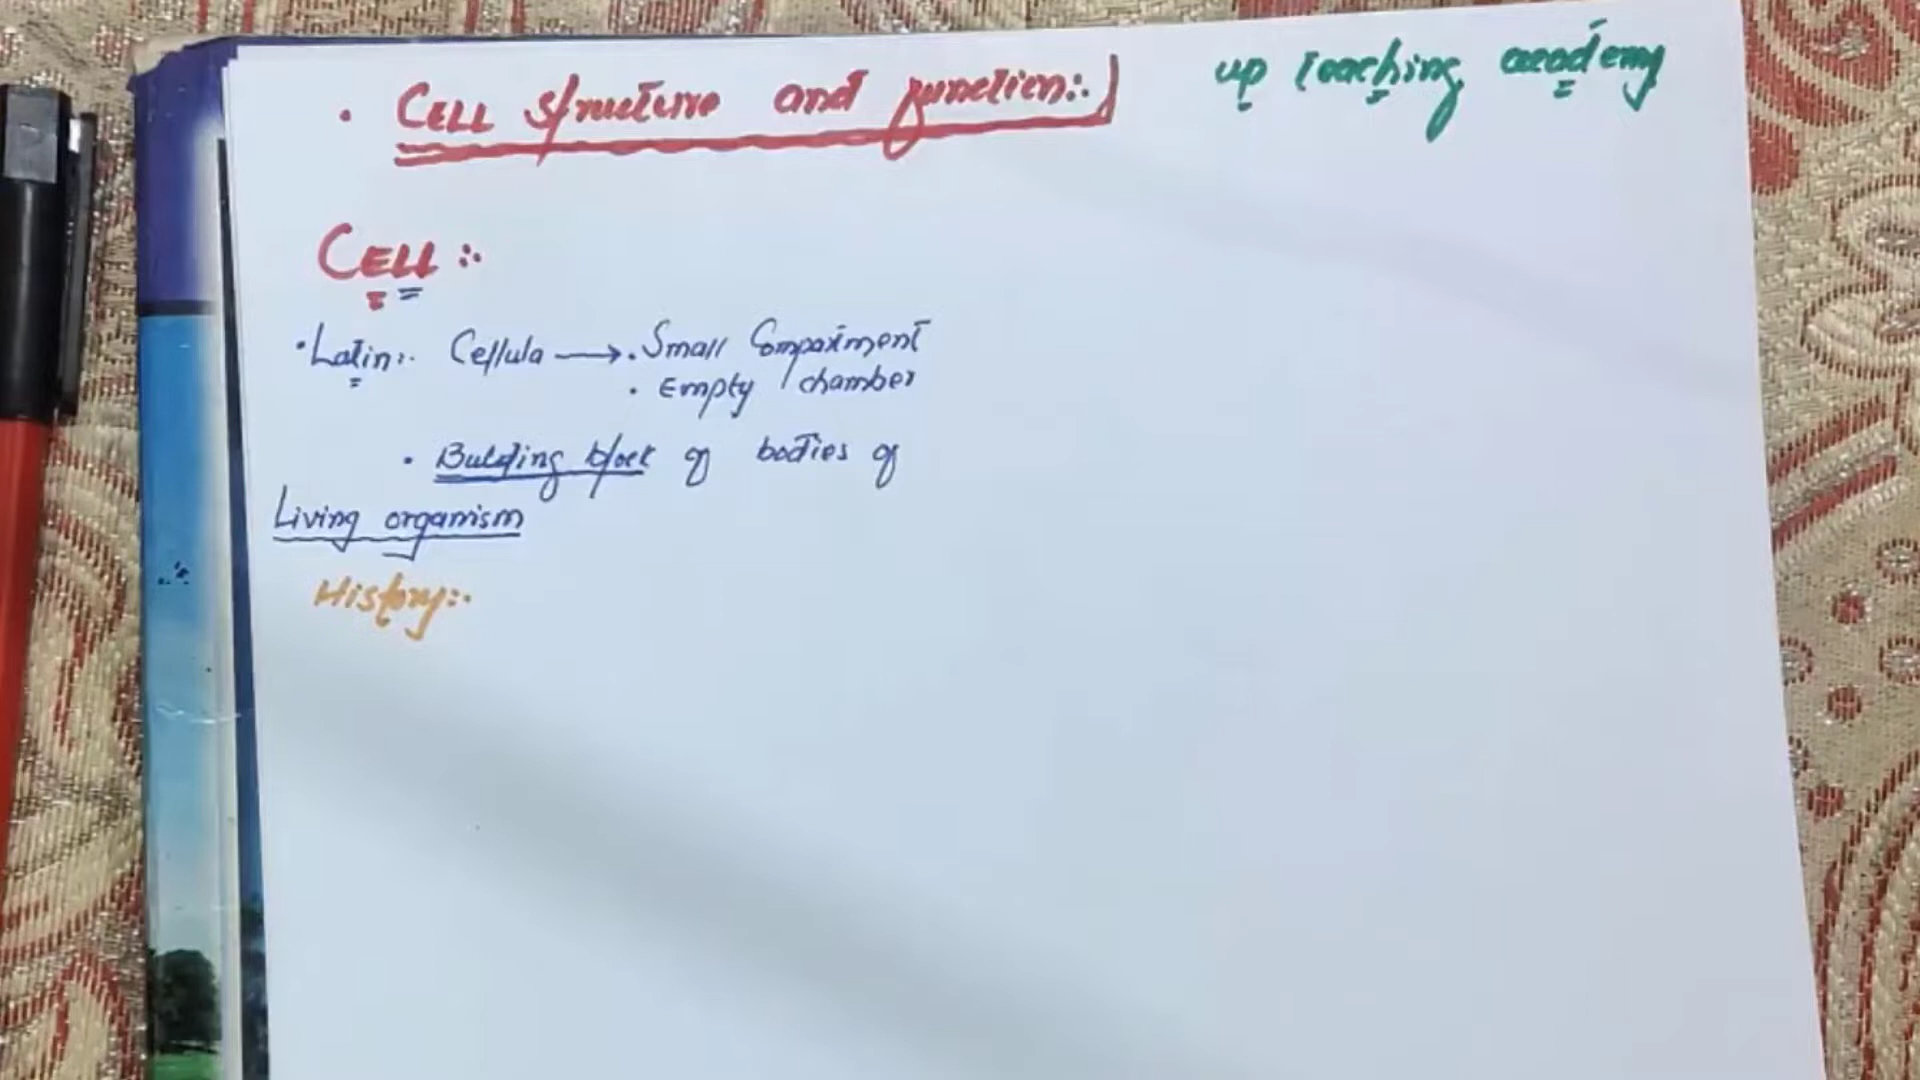 • CELL structure and function:.
up teaching academy
CELL :.
• Latin:. Cellula → • Small Compartment
• Empty chamber
• Building block of bodies of
Living organism
History:.